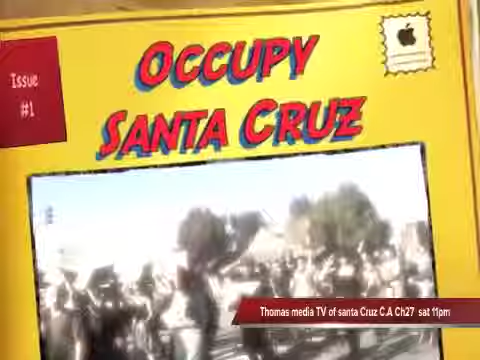 Issue
#1
OCCUPY
SANTA CRUZ
Thomas media TV of santa Cruz C.A Ch27 sat 11pm